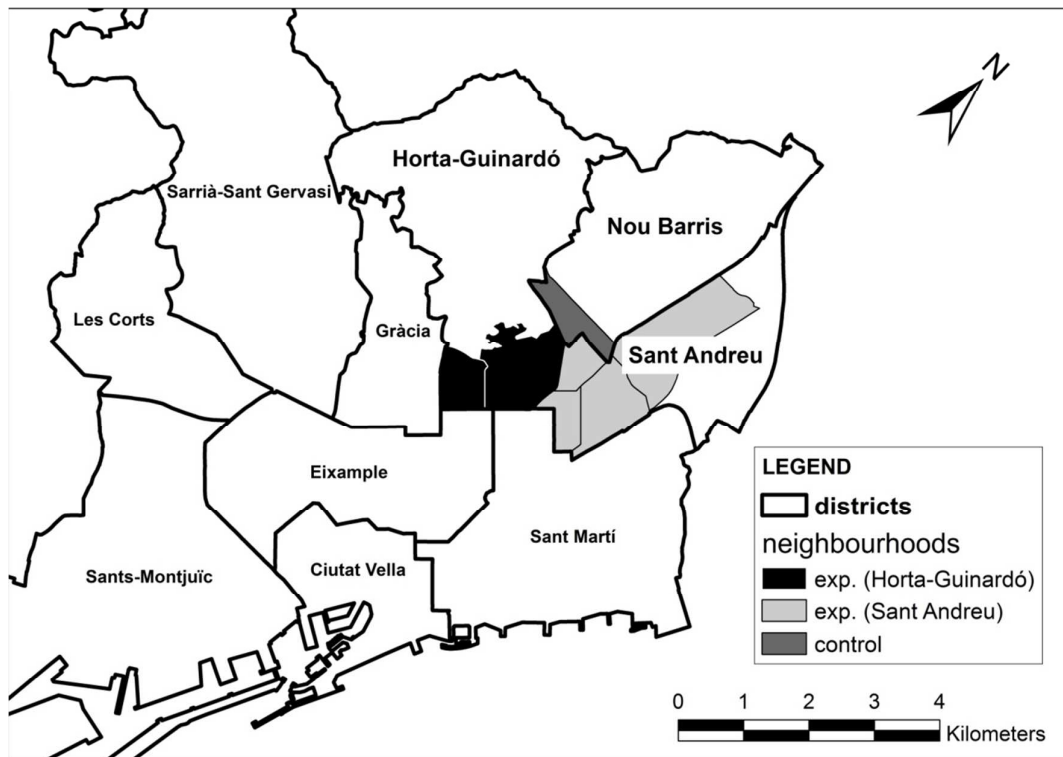 N
Horta-Guinardó
Sarrià-Sant Gervasi
Nou Barris
Les Corts
Gràcia
Sant Andreu
Eixample
Sant Martí
Ciutat Vella
Sants-Montjuïc
LEGEND
districts
neighbourhoods
exp. (Horta-Guinardó)
exp. (Sant Andreu)
control
0 1 2 3 4
Kilometers